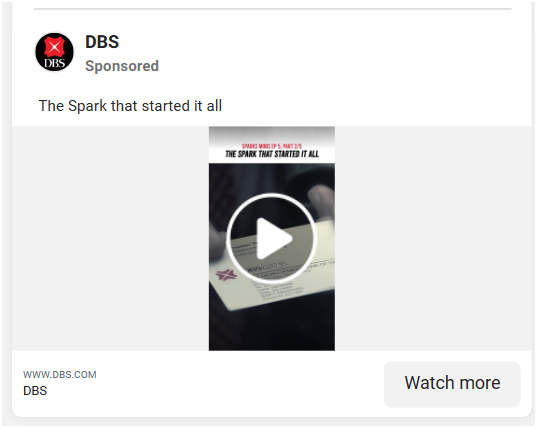 DBS
DBS
Sponsored
The Spark that started it all
SPARKS MINIS EP 5, PART 2/5
THE SPARK THAT STARTED IT ALL
WWW.DBS.COM
DBS
Watch more